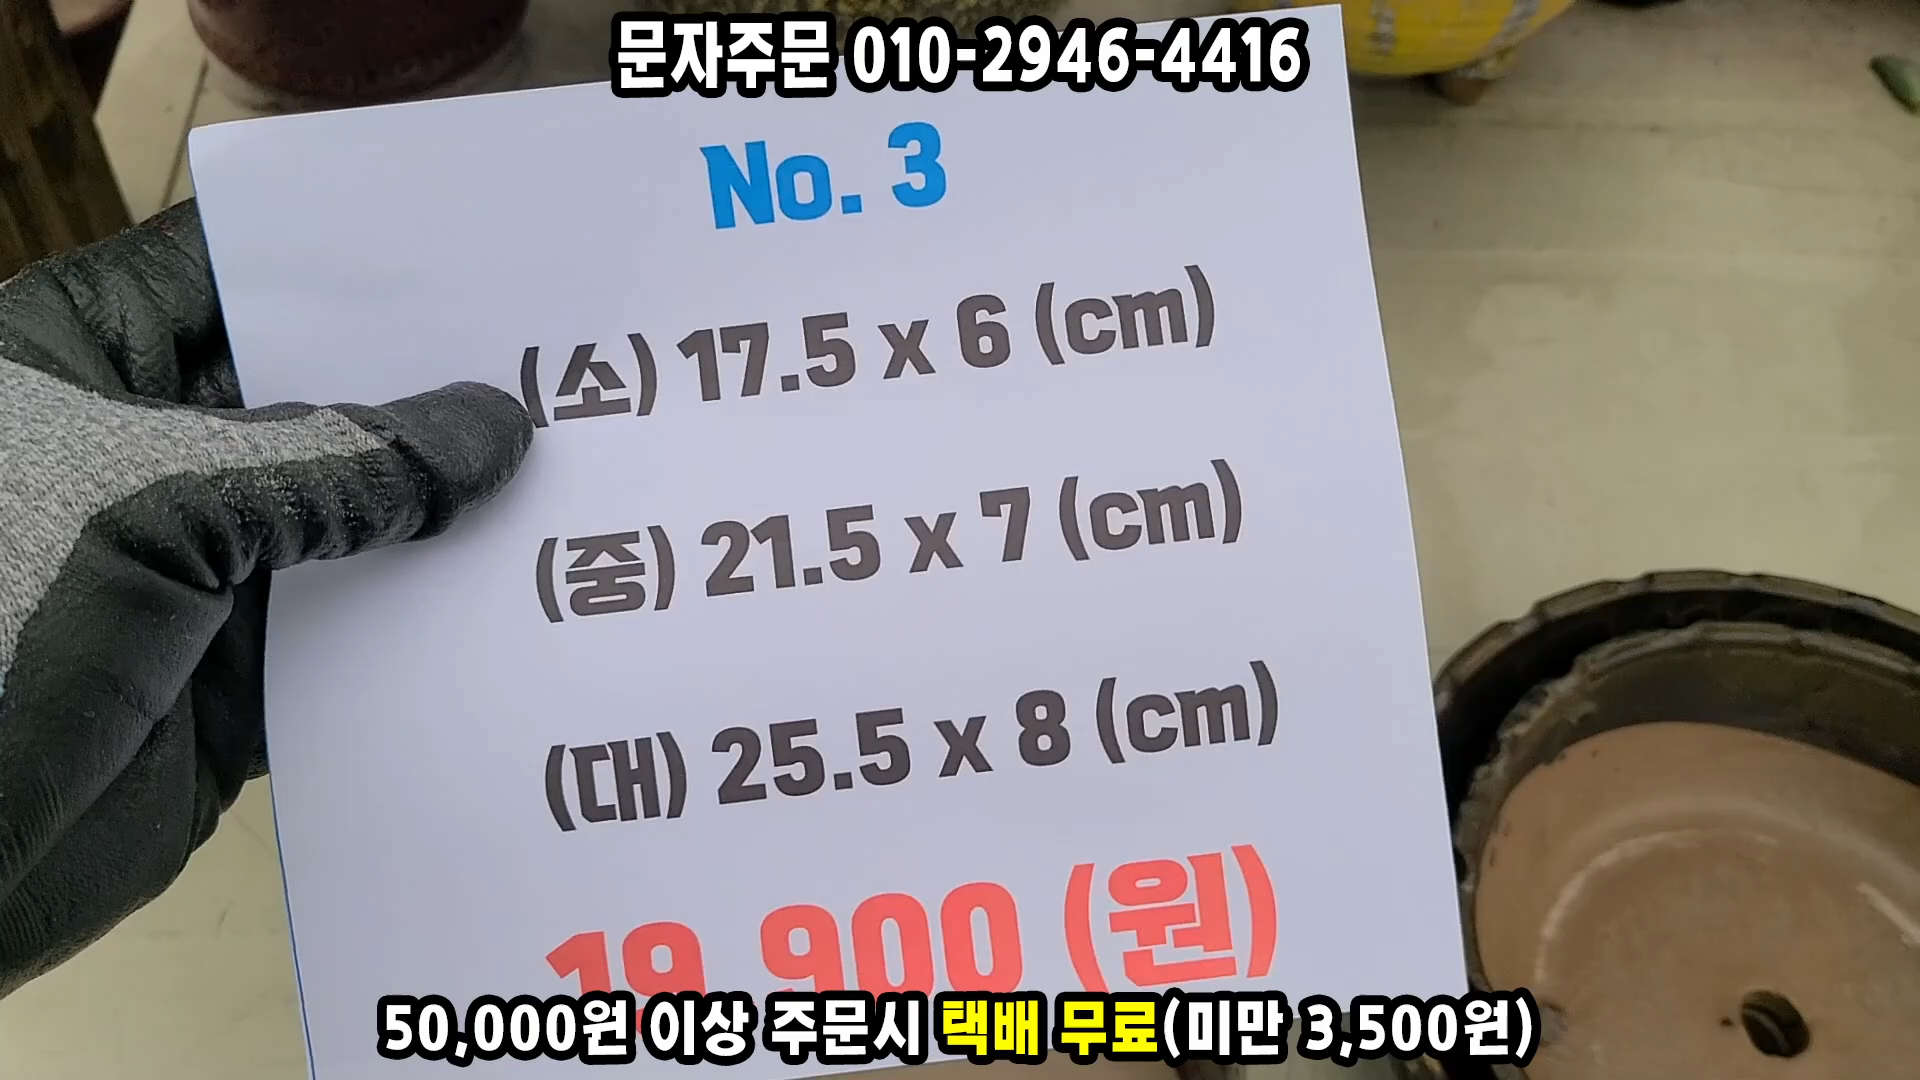 문자주문 010-2946-4416
No. 3
(소) 17.5 x 6 (cm)
(중) 21.5 x 7 (cm)
(대) 25.5 x 8 (cm)
19,900 (원)
50,000원 이상 주문시 택배 무료(미만 3,500원)